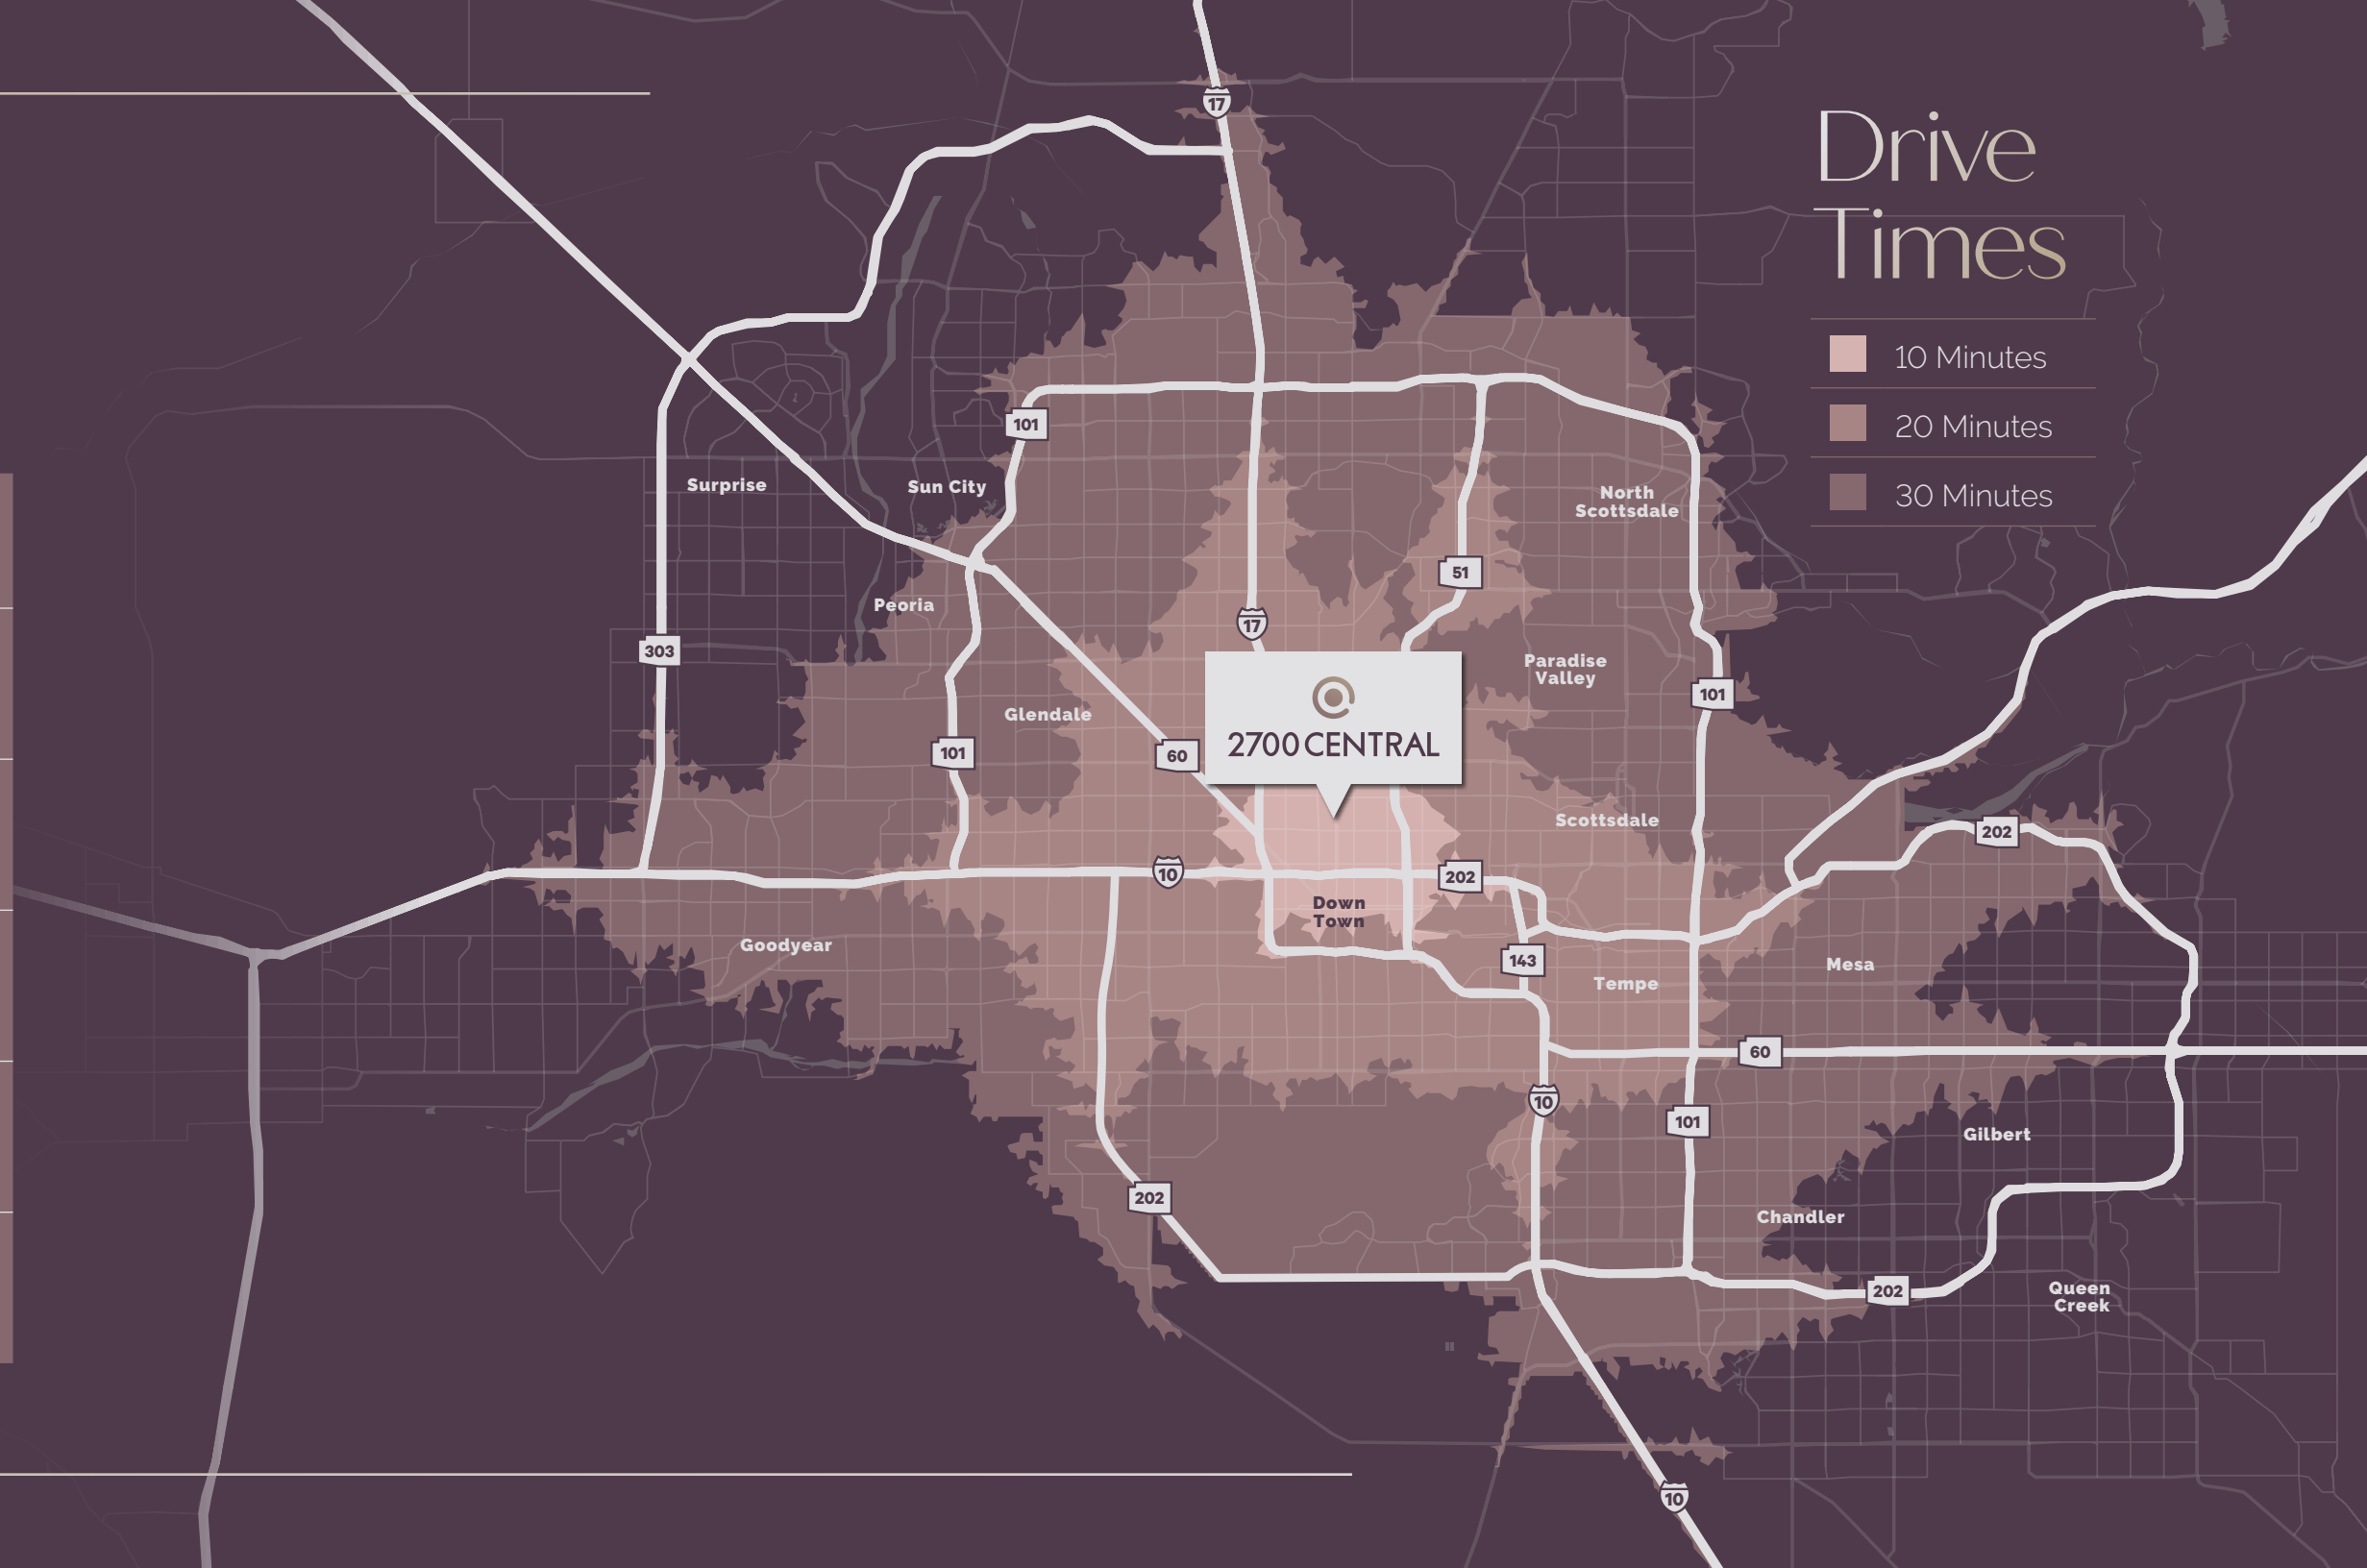 Drive
Times
10 Minutes
20 Minutes
30 Minutes
17
101
Surprise
Sun City
North
Scottsdale
51
Peoria
17
303
Paradise
Valley
101
Glendale
2700 CENTRAL
101
60
Scottsdale
202
10
202
Down
Town
Goodyear
143
Mesa
Tempe
60
10
101
Gilbert
202
Chandler
202
Queen
Creek
10